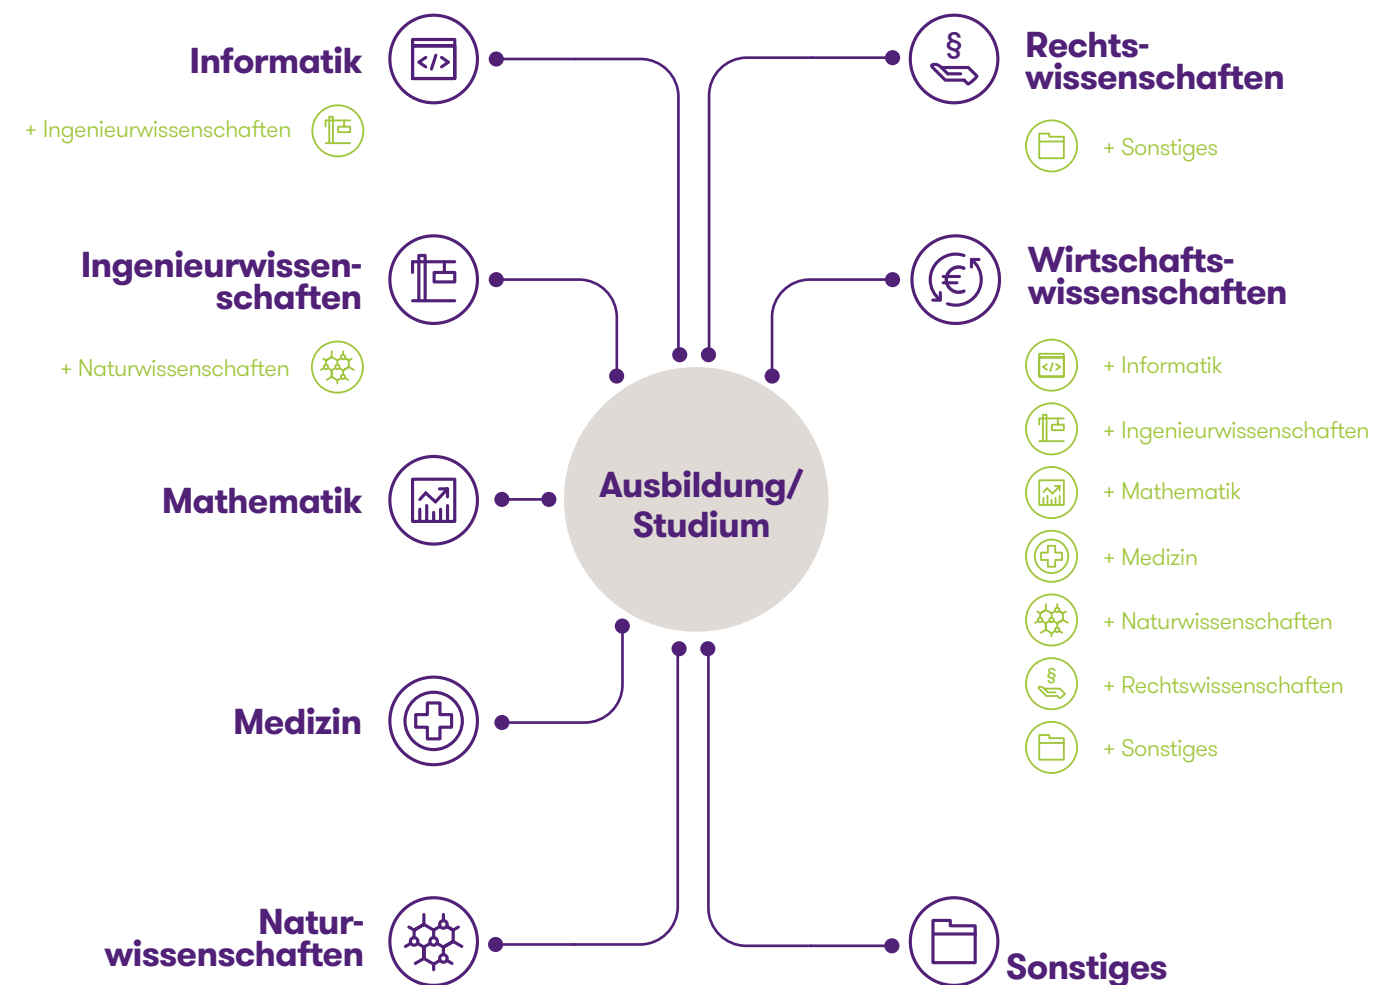 Informatik
+ Ingenieurwissenschaften
Ingenieurwissen-
schaften
+ Naturwissenschaften
Mathematik
Medizin
Natur-
wissenschaften
Ausbildung/
Studium
§
Rechts-
wissenschaften
+ Sonstiges
€
Wirtschafts-
wissenschaften
</>
+ Informatik
+ Ingenieurwissenschaften
+ Mathematik
+ Medizin
+ Naturwissenschaften
§
+ Rechtswissenschaften
+ Sonstiges
Sonstiges